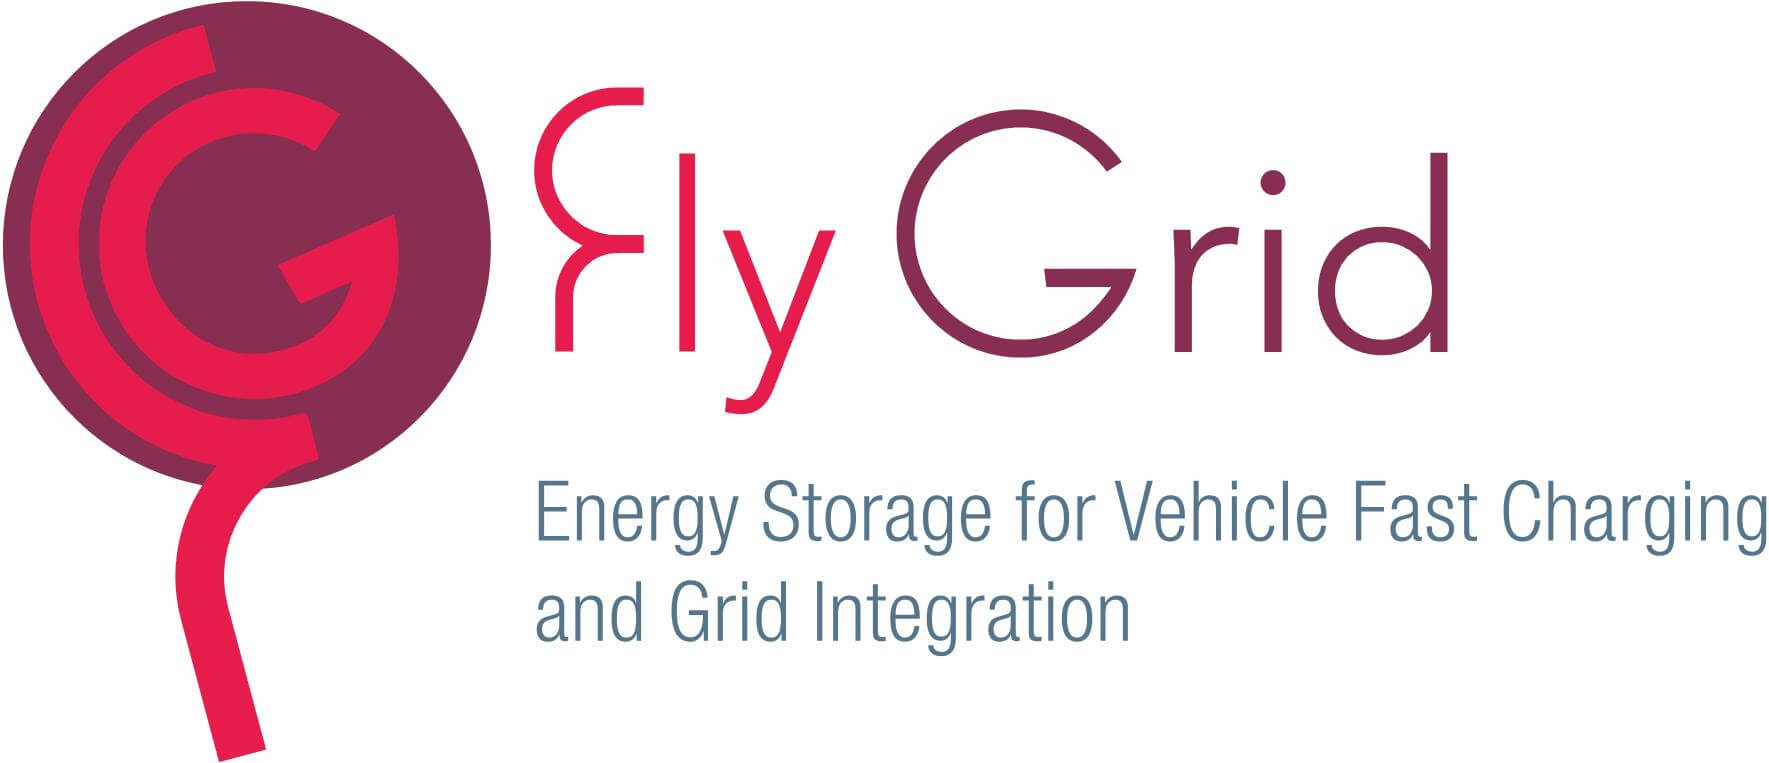 Fly Grid
Energy Storage for Vehicle Fast Charging
and Grid Integration